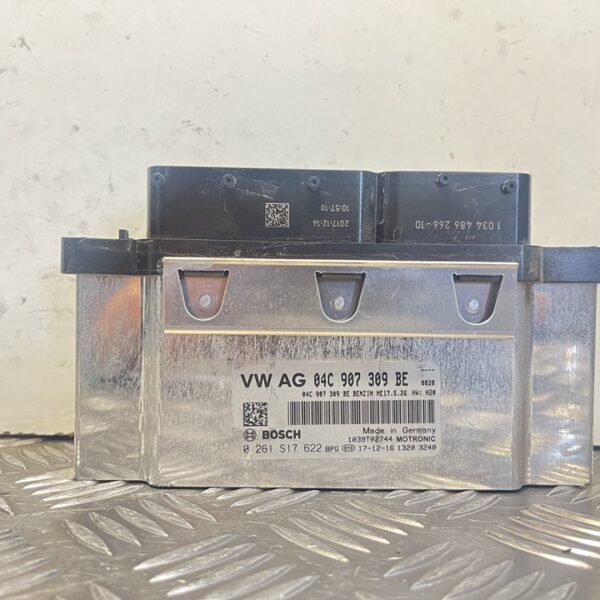 2017-12-14
10:57:18
1 034 486 266-10
VW AG 04C 907 309 BE
0020
04C 907 309 BE BENZIN ME17.5.26 HW: H20
BOSCH
Made in Germany
1039T02744 MOTRONIC
0 261 S17 622 BPG 17-12-16 1320 3240